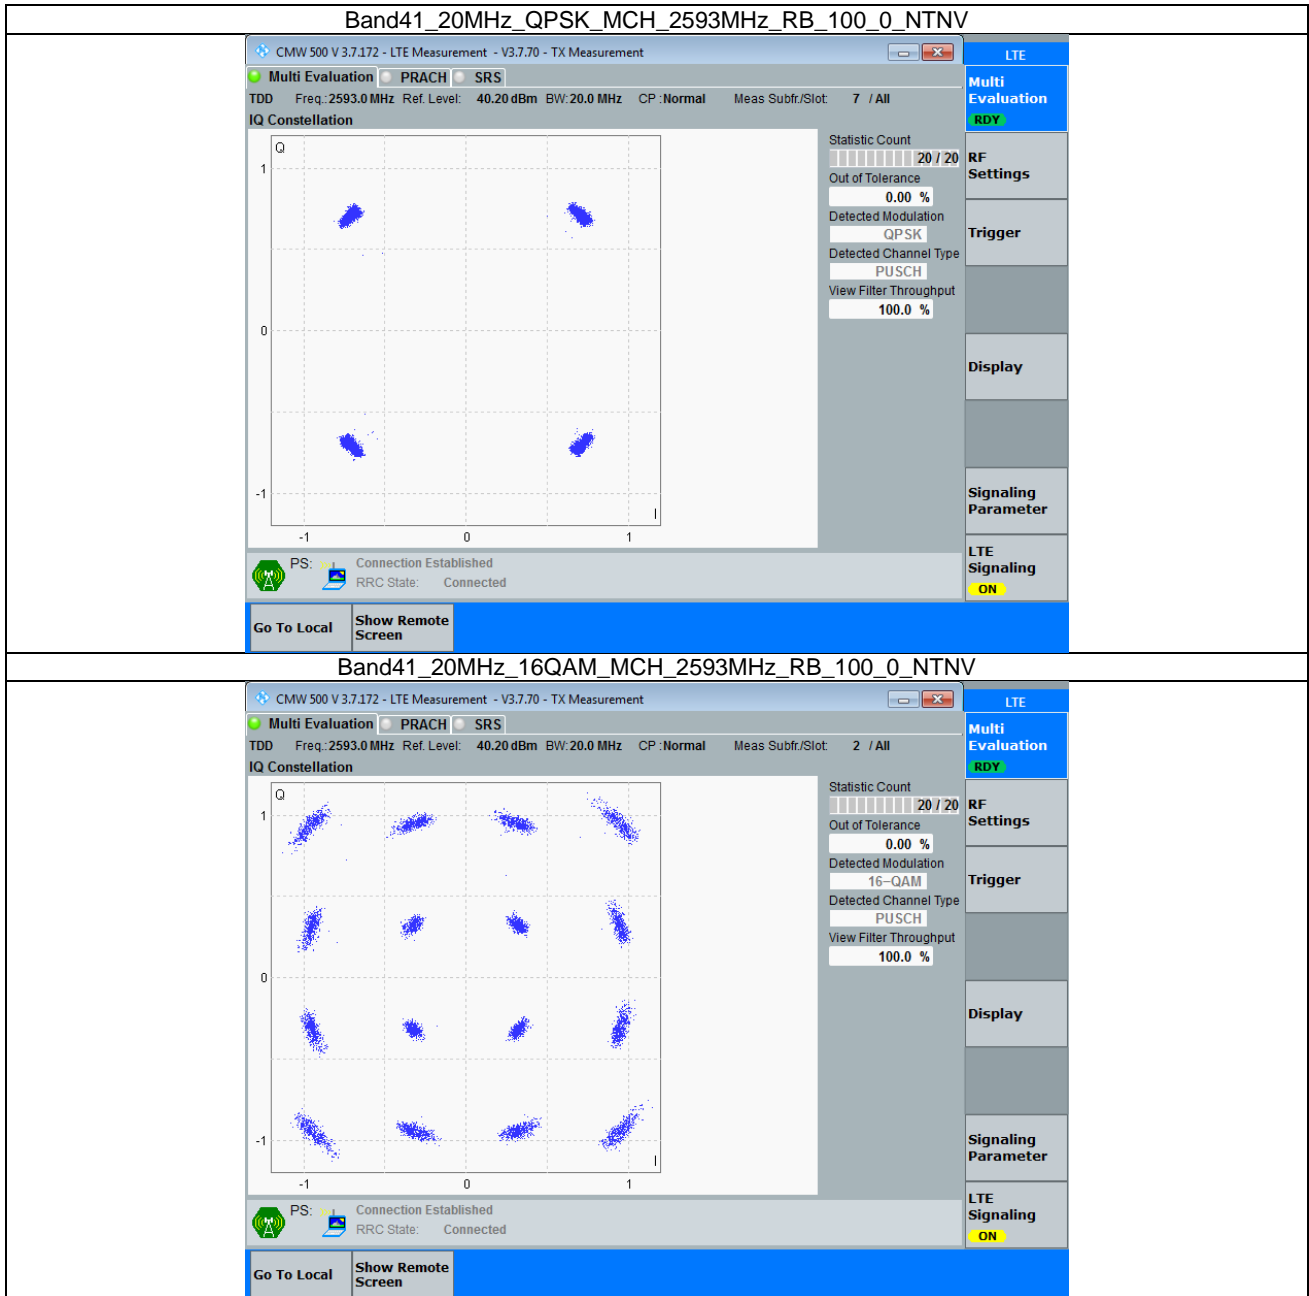 Band41_20MHz_QPSK_MCH_2593MHz_RB_100_0_NTNV
CMW 500 V 3.7.172 - LTE Measurement - V3.7.70 - TX Measurement
LTE
Multi Evaluation PRACH SRS
TDD Freq.: 2593.0 MHz Ref. Level: 40.20 dBm BW: 20.0 MHz CP : Normal Meas Subfr./Slot: 7 / All
IQ Constellation
Multi
Evaluation
RDY
Q
1
0
-1
-1 0 1
I
Statistic Count
20 / 20
Out of Tolerance
0.00 %
Detected Modulation
QPSK
Detected Channel Type
PUSCH
View Filter Throughput
100.0 %
RF
Settings
Trigger
Display
Signaling
Parameter
LTE
Signaling
ON
PS: Connection Established
RRC State: Connected
Go To Local
Show Remote
Screen
Band41_20MHz_16QAM_MCH_2593MHz_RB_100_0_NTNV
CMW 500 V 3.7.172 - LTE Measurement - V3.7.70 - TX Measurement
LTE
Multi Evaluation PRACH SRS
TDD Freq.: 2593.0 MHz Ref. Level: 40.20 dBm BW: 20.0 MHz CP : Normal Meas Subfr./Slot: 2 / All
IQ Constellation
Multi
Evaluation
RDY
Q
1
0
-1
-1 0 1
I
Statistic Count
20 / 20
Out of Tolerance
0.00 %
Detected Modulation
16-QAM
Detected Channel Type
PUSCH
View Filter Throughput
100.0 %
RF
Settings
Trigger
Display
Signaling
Parameter
LTE
Signaling
ON
PS: Connection Established
RRC State: Connected
Go To Local
Show Remote
Screen